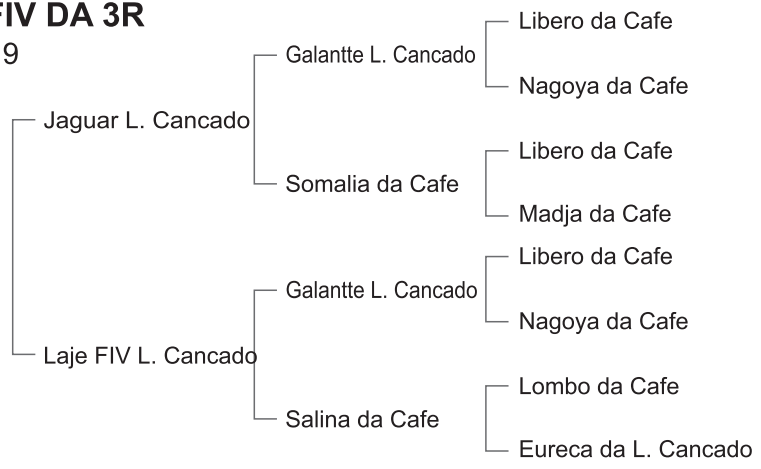 FIV DA 3R
9
Jaguar L. Cancado
Galantte L. Cancado
Libero da Cafe
Nagoya da Cafe
Somalia da Cafe
Libero da Cafe
Madja da Cafe
Laje FIV L. Cancado
Galantte L. Cancado
Libero da Cafe
Nagoya da Cafe
Salina da Cafe
Lombo da Cafe
Eureca da L. Cancado